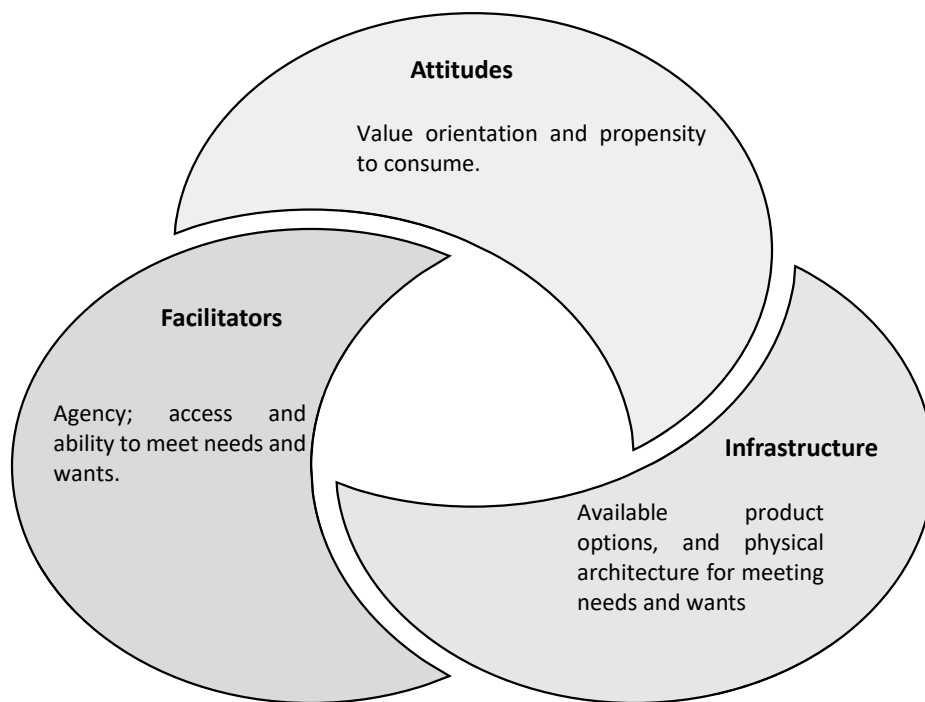 Attitudes
Value orientation and propensity
to consume.
Facilitators
Agency; access and
ability to meet needs and
wants.
Infrastructure
Available product
options, and physical
architecture for meeting
needs and wants